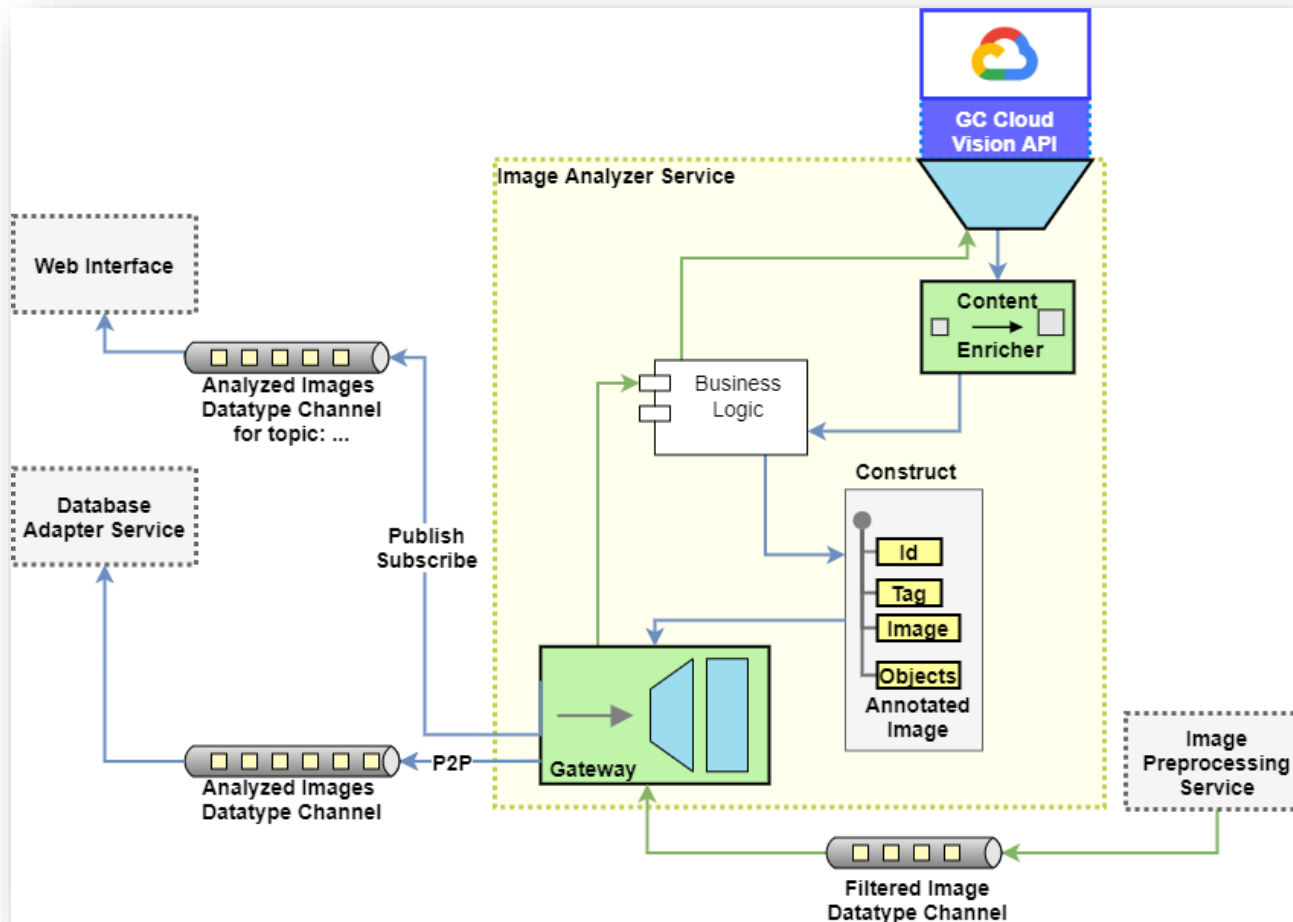 GC Cloud
Vision API
Image Analyzer Service
Web Interface
Content
Enricher
Analyzed Images
Datatype Channel
for topic: ...
Business
Logic
Construct
Database
Adapter Service
Publish
Subscribe
Id
Tag
Image
Objects
Annotated
Image
Gateway
P2P
Analyzed Images
Datatype Channel
Image
Preprocessing
Service
Filtered Image
Datatype Channel